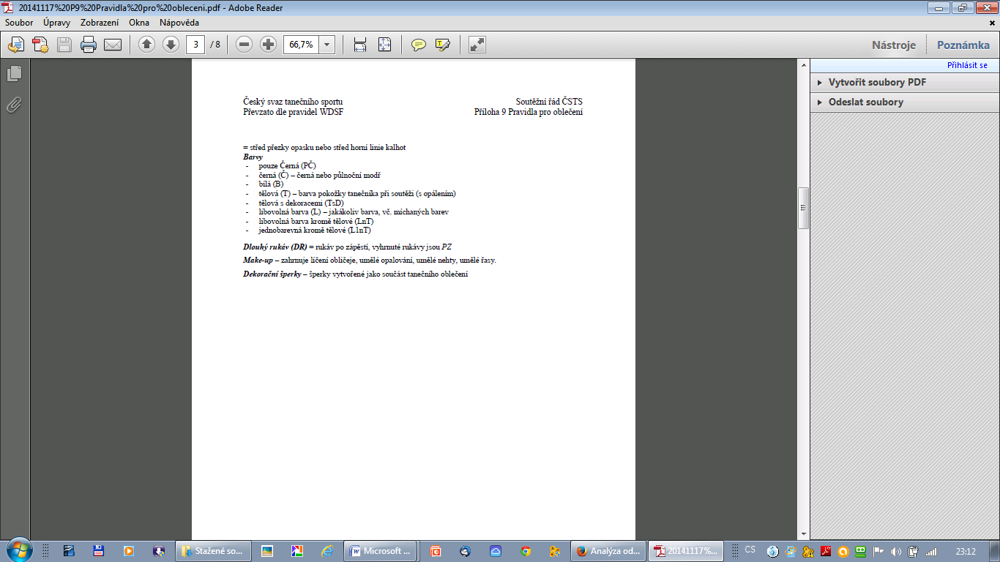 20141117%20P9%20Pravidla%20pro%20obleceni.pdf - Adobe Reader
Soubor Úpravy Zobrazení Okna Nápověda
3 / 8 66,7% Nástroje Poznámka
Přihlásit se
Vytvořit soubory PDF
Odeslat soubory
Český svaz tanečního sportu Soutěžní řád ČSTS
Převzato dle pravidel WDSF Příloha 9 Pravidla pro oblečení
= střed přezky opasku nebo střed horní linie kalhot
Barvy
- pouze Černá (PČ)
- černá (Č) – černá nebo půlnoční modř
- bílá (B)
- tělová (T) – barva pokožky tanečníka při soutěži (s opálením)
- tělová s dekoracemi (TsD)
- libovolná barva (L) – jakákoliv barva, vč. míchaných barev
- libovolná barva kromě tělové (LnT)
- jednobarevná kromě tělové (L1nT)
Dlouhý rukáv (DR) = rukáv po zápěstí, vyhrnuté rukávy jsou PZ
Make-up – zahrnuje líčení obličeje, umělé opalování, umělé nehty, umělé řasy.
Dekorační šperky – šperky vytvořené jako součást tanečního oblečení
Stažené so... Microsoft ... Analýza od... 20141117%... CS 23:12